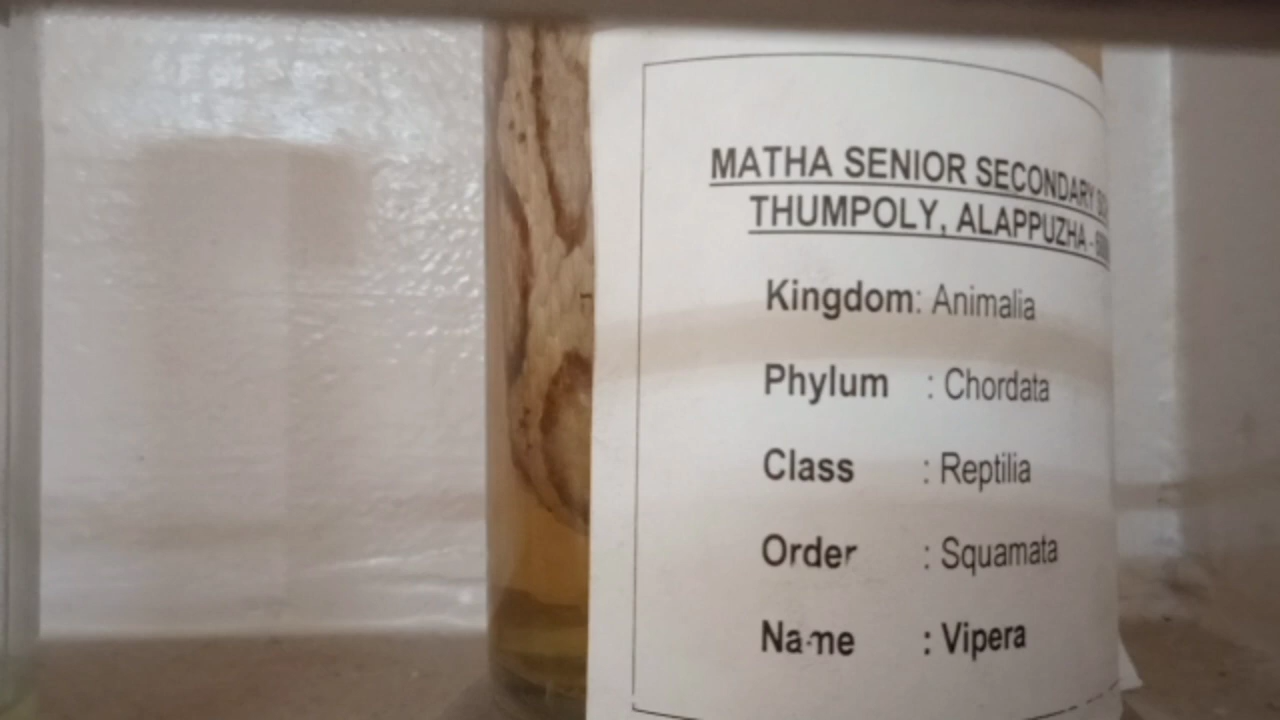 MATHA SENIOR SECONDARY
THUMPOLY, ALAPPUZHA -
Kingdom: Animalia
Phylum : Chordata
Class : Reptilia
Order : Squamata
Name : Vipera